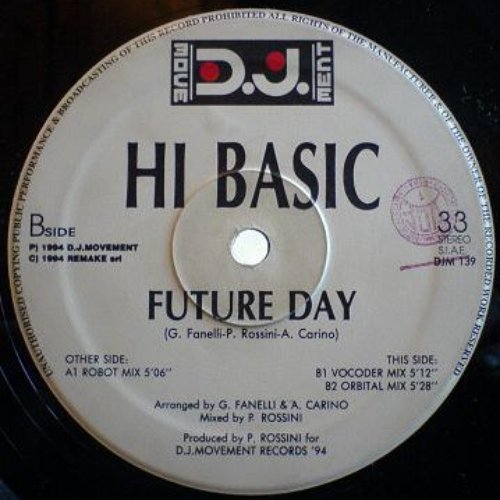 UNAUTHORISED COPYING PUBLIC PERFORMANCE & BROADCASTING OF THIS RECORD PROHIBITED ALL RIGHTS OF THE MANUFACTURER & OF THE OWNER OF THE RECORDED WORK RESERVED
MOVE D.J. MENT
HI BASIC
B SIDE
P) 1994 D.J.MOVEMENT
C) 1994 REMAKE srl
33
STEREO
S.I.A.E.
DJM 139
FUTURE DAY
(G. Fanelli-P. Rossini-A. Carino)
OTHER SIDE:
A1 ROBOT MIX 5'06"
THIS SIDE:
B1 VOCODER MIX 5'12"
B2 ORBITAL MIX 5'28"
Arranged by G. FANELLI & A. CARINO
Mixed by P. ROSSINI
Produced by P. ROSSINI for
D.J.MOVEMENT RECORDS '94